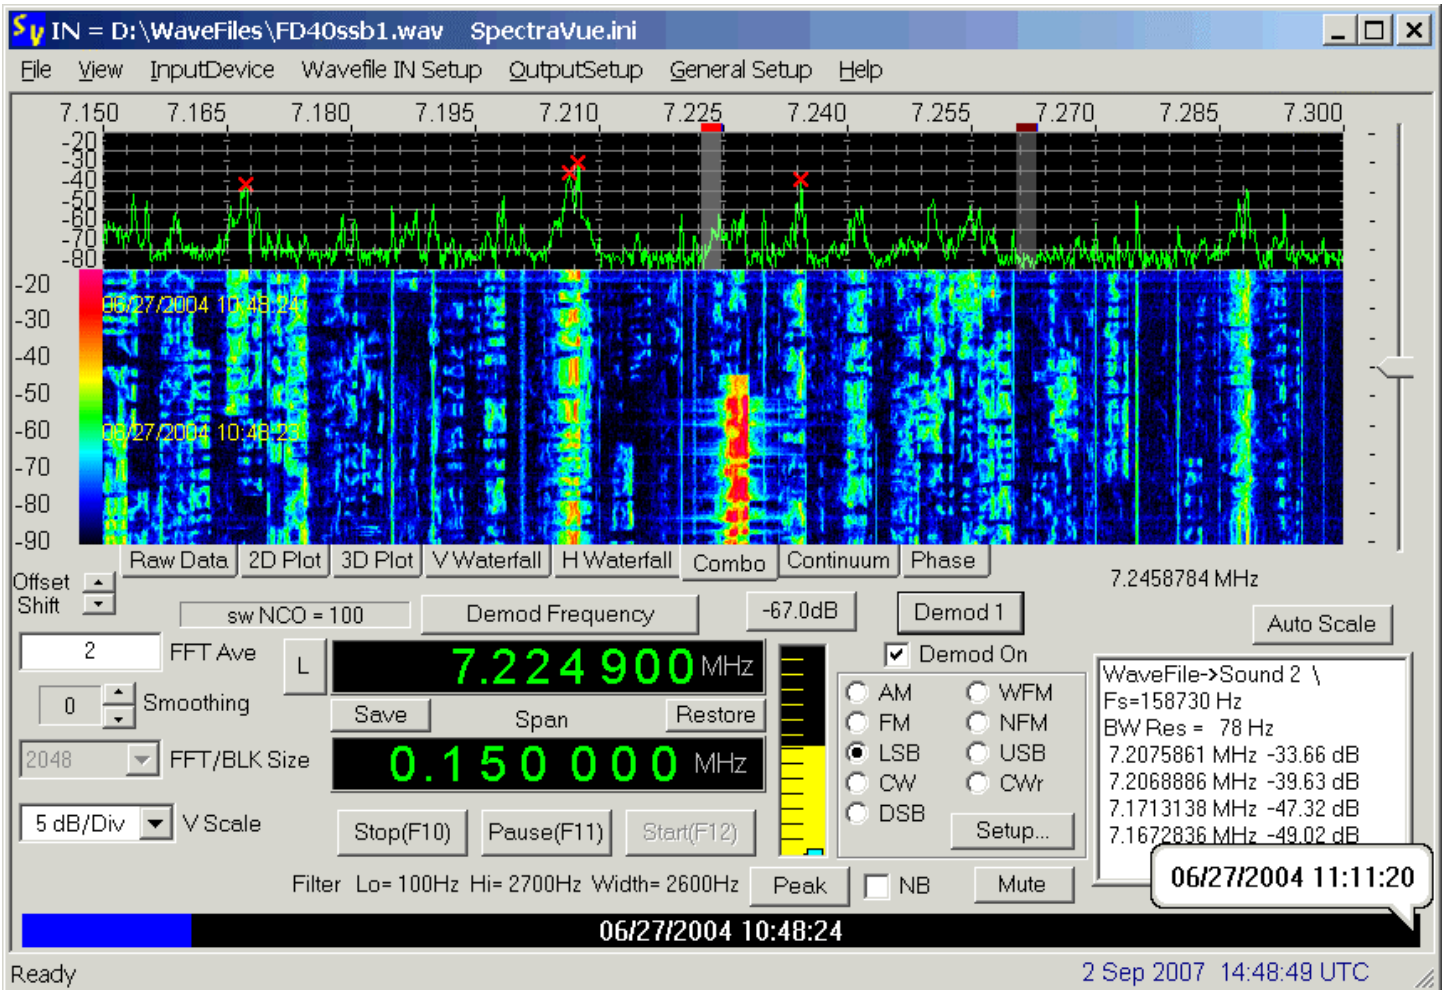 SV IN = D:\WaveFiles\FD40ssb1.wav SpectraVue.ini
File View InputDevice Wavefile IN Setup OutputSetup General Setup Help
7.150 7.165 7.180 7.195 7.210 7.225 7.240 7.255 7.270 7.285 7.300
-20
-30
-40
-50
-60
-70
-80
-20
-30
-40
-50
-60
-70
-80
-90
06/27/2004 10:48:24
06/27/2004 10:48:23
Raw Data 2D Plot 3D Plot V Waterfall H Waterfall Combo Continuum Phase
7.2458784 MHz
Offset
Shift
sw NCO = 100 Demod Frequency -67.0dB Demod 1 Auto Scale
2 FFT Ave L 7.224 900 MHz Demod On
0 Smoothing Save Span Restore
2048 FFT/BLK Size 0.150 000 MHz
5 dB/Div V Scale Stop(F10) Pause(F11) Start(F12)
AM WFM
FM NFM
LSB USB
CW CWr
DSB Setup...
WaveFile->Sound 2 \
Fs=158730 Hz
BW Res = 78 Hz
7.2075861 MHz -33.66 dB
7.2068886 MHz -39.63 dB
7.1713138 MHz -47.32 dB
7.1672836 MHz -49.02 dB
06/27/2004 11:11:20
Filter Lo= 100Hz Hi= 2700Hz Width= 2600Hz Peak NB Mute
06/27/2004 10:48:24
Ready 2 Sep 2007 14:48:49 UTC